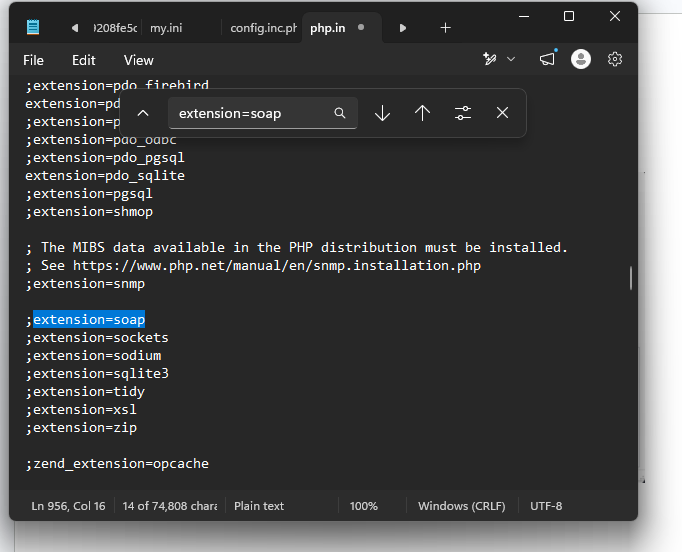 0208fe5c
my.ini
config.inc.ph
php.in
File
Edit
View
;extension=pdo_firebird
extension=pd
extension=soap
;extension=p
;extension=pdo_odbc
;extension=pdo_pgsql
extension=pdo_sqlite
;extension=pgsql
;extension=shmop
; The MIBS data available in the PHP distribution must be installed.
; See https://www.php.net/manual/en/snmp.installation.php
;extension=snmp
;extension=soap
;extension=sockets
;extension=sodium
;extension=sqlite3
;extension=tidy
;extension=xsl
;extension=zip
;zend_extension=opcache
Ln 956, Col 16
14 of 74,808 chara
Plain text
100%
Windows (CRLF)
UTF-8